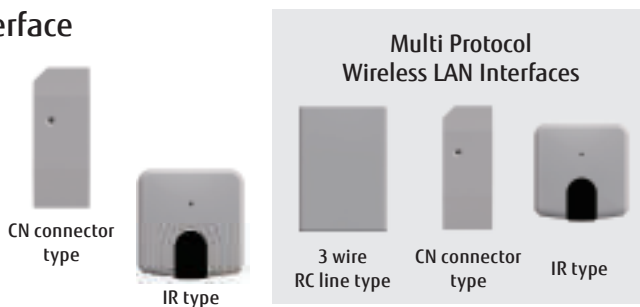 erface
CN connector
type
IR type
Multi Protocol
Wireless LAN Interfaces
3 wire
RC line type
CN connector
type
IR type